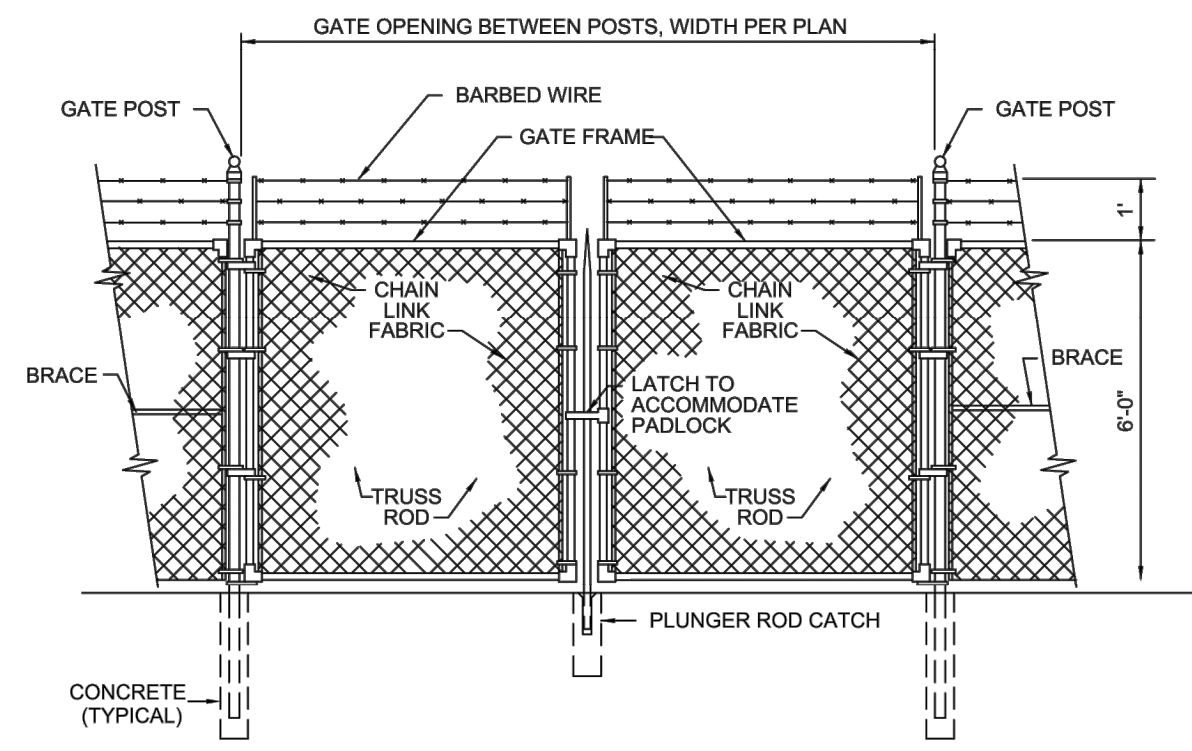 GATE OPENING BETWEEN POSTS, WIDTH PER PLAN
GATE POST
BARBED WIRE
GATE POST
GATE FRAME
1'
CHAIN
LINK
FABRIC
CHAIN
LINK
FABRIC
BRACE
LATCH TO
ACCOMMODATE
PADLOCK
BRACE
6'-0"
TRUSS
ROD
TRUSS
ROD
PLUNGER ROD CATCH
CONCRETE
(TYPICAL)